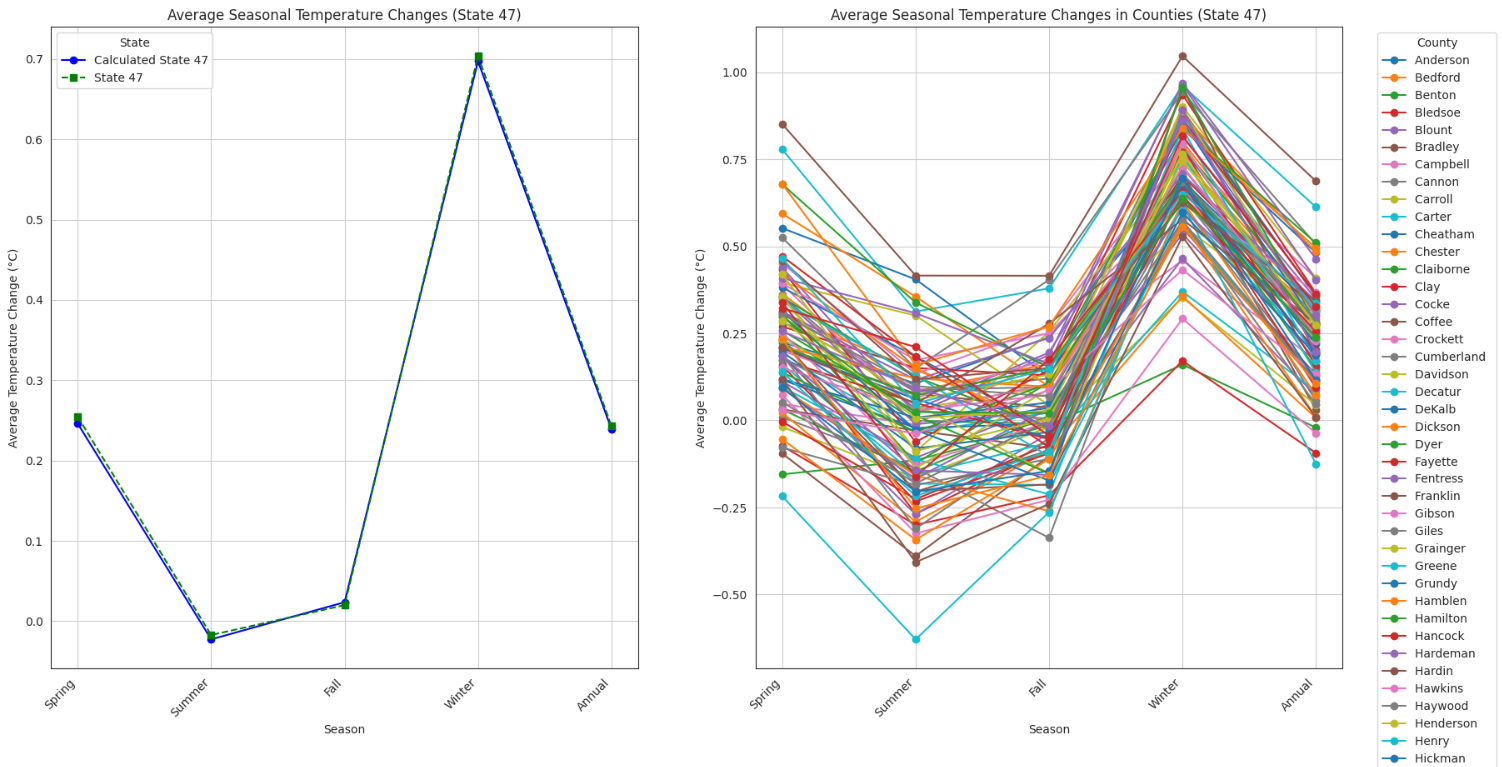 Average Seasonal Temperature Changes (State 47)
State
Calculated State 47
State 47
0.7
0.6
0.5
0.4
0.3
0.2
0.1
0.0
Average Temperature Change (°C)
Spring
Summer
Fall
Winter
Annual
Season
Average Seasonal Temperature Changes in Counties (State 47)
1.00
0.75
0.50
0.25
0.00
−0.25
−0.50
Average Temperature Change (°C)
Spring
Summer
Fall
Winter
Annual
Season
County
Anderson
Bedford
Benton
Bledsoe
Blount
Bradley
Campbell
Cannon
Carroll
Carter
Cheatham
Chester
Claiborne
Clay
Cocke
Coffee
Crockett
Cumberland
Davidson
Decatur
DeKalb
Dickson
Dyer
Fayette
Fentress
Franklin
Gibson
Giles
Grainger
Greene
Grundy
Hamblen
Hamilton
Hancock
Hardeman
Hardin
Hawkins
Haywood
Henderson
Henry
Hickman